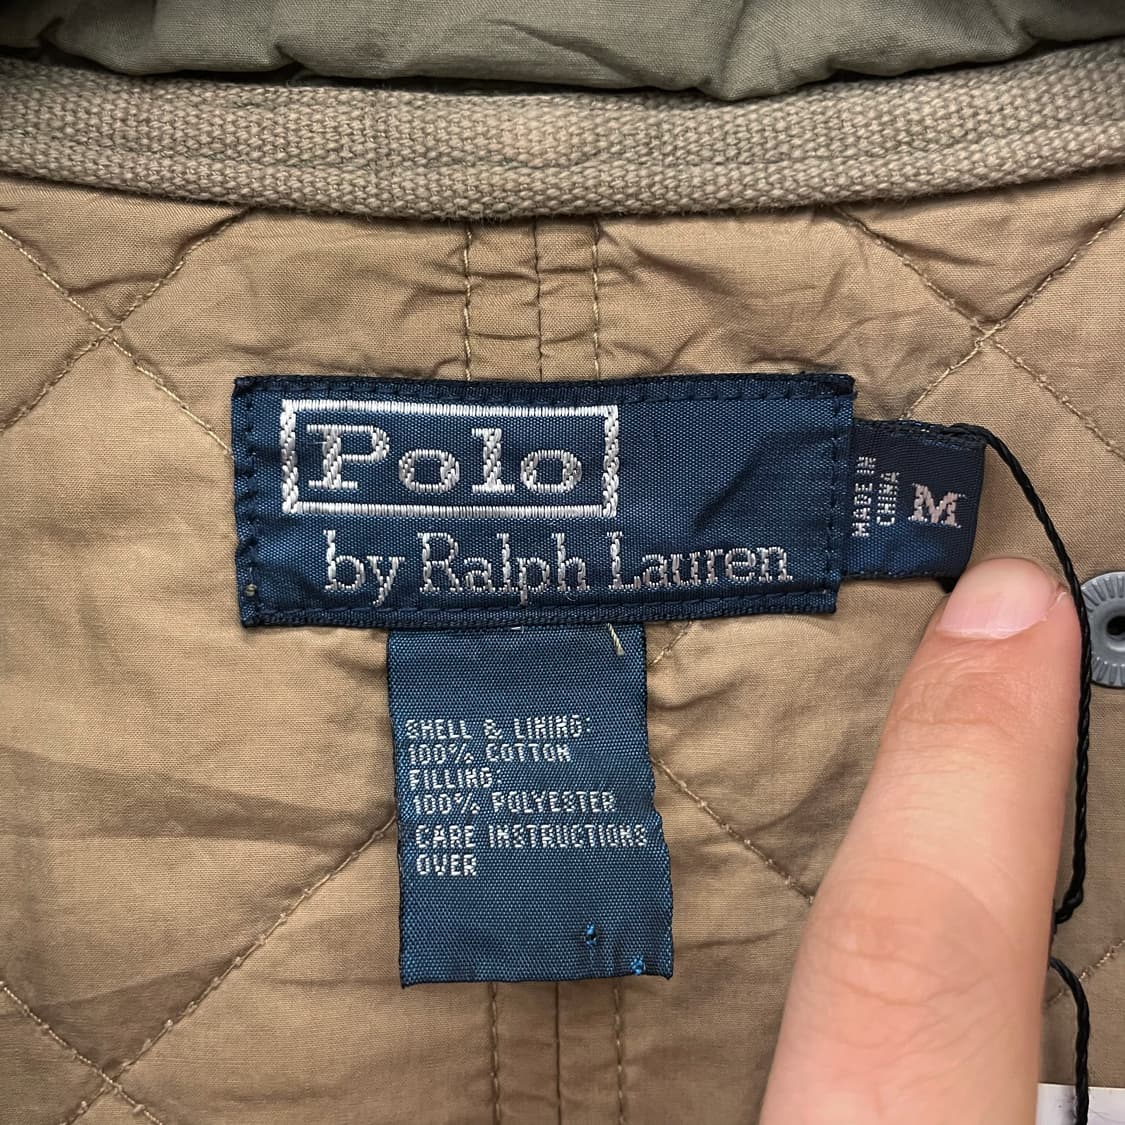 Polo
by Ralph Lauren
MADE IN
CHINA
M
SHELL & LINING:
100% COTTON
FILLING:
100% POLYESTER
CARE INSTRUCTIONS
OVER